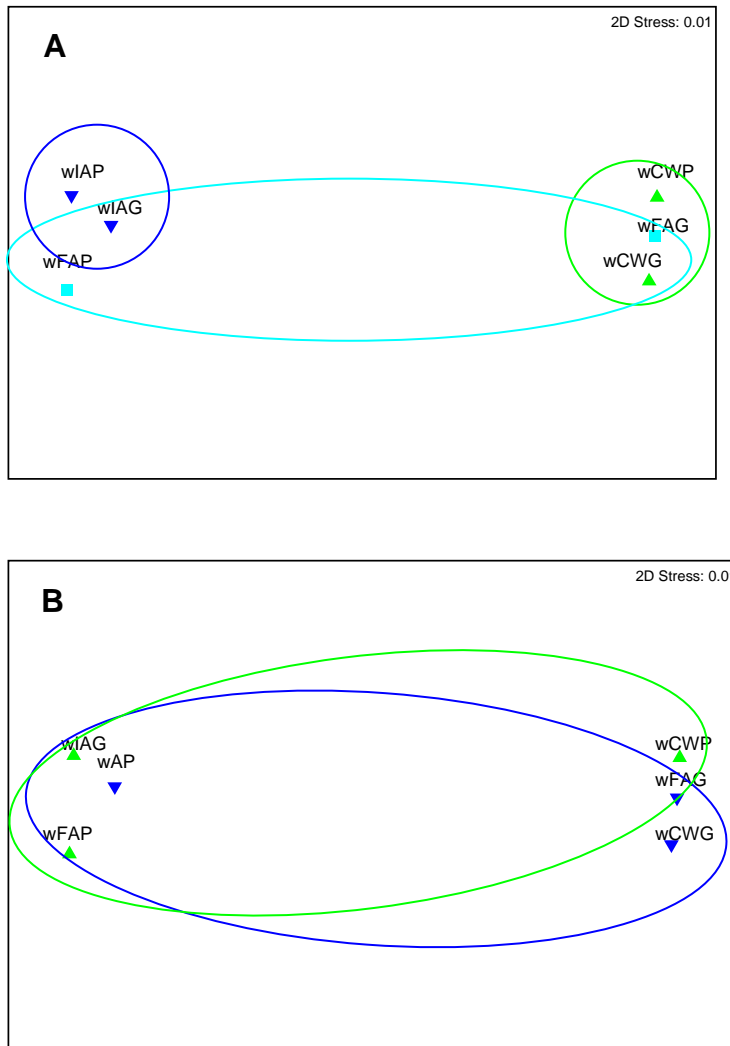 2D Stress: 0.01
A
wIAP
wCWP
wIAG
wFAG
wFAP
wCWG
2D Stress: 0.0
B
wIAG
wCWP
wAP
wFAG
wFAP
wCWG